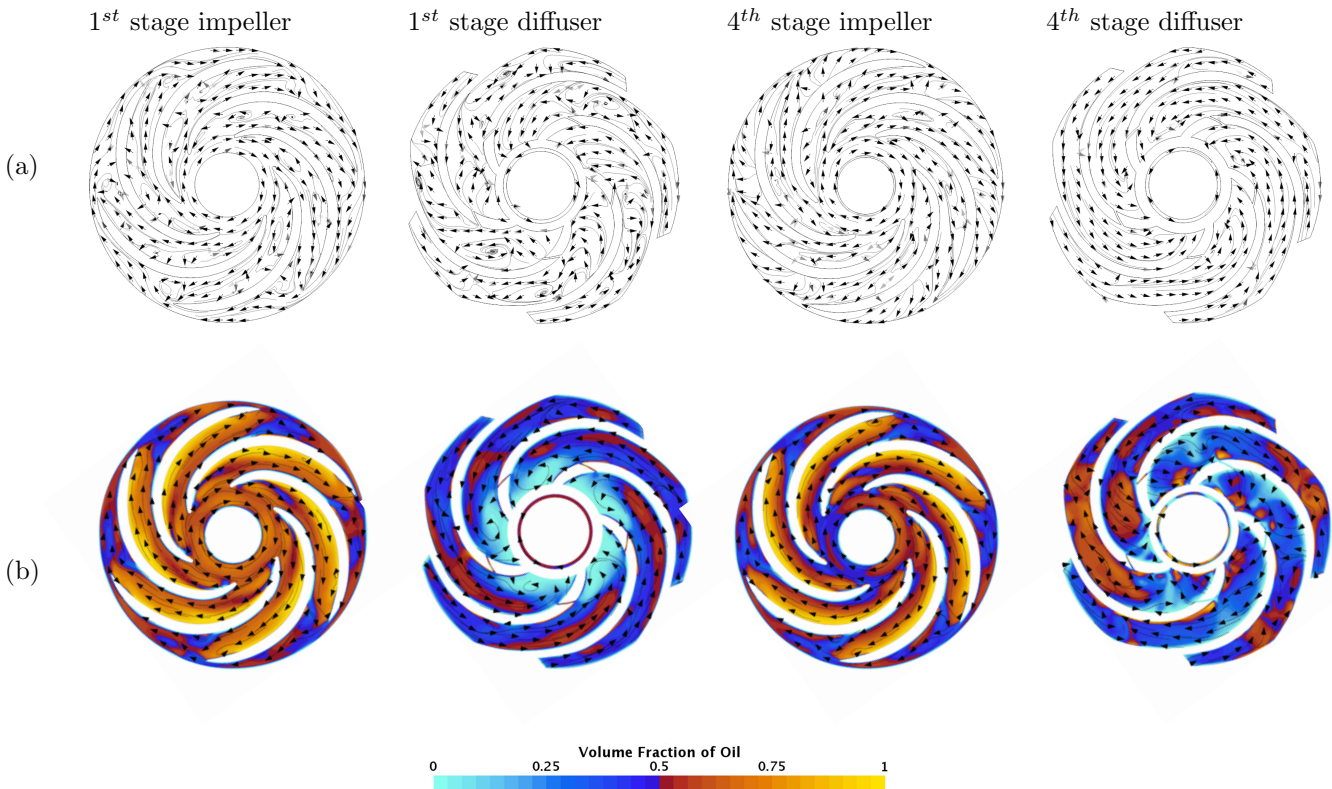 1st stage impeller 1st stage diffuser 4th stage impeller 4th stage diffuser
(a)
(b)
Volume Fraction of Oil
0 0.25 0.5 0.75 1